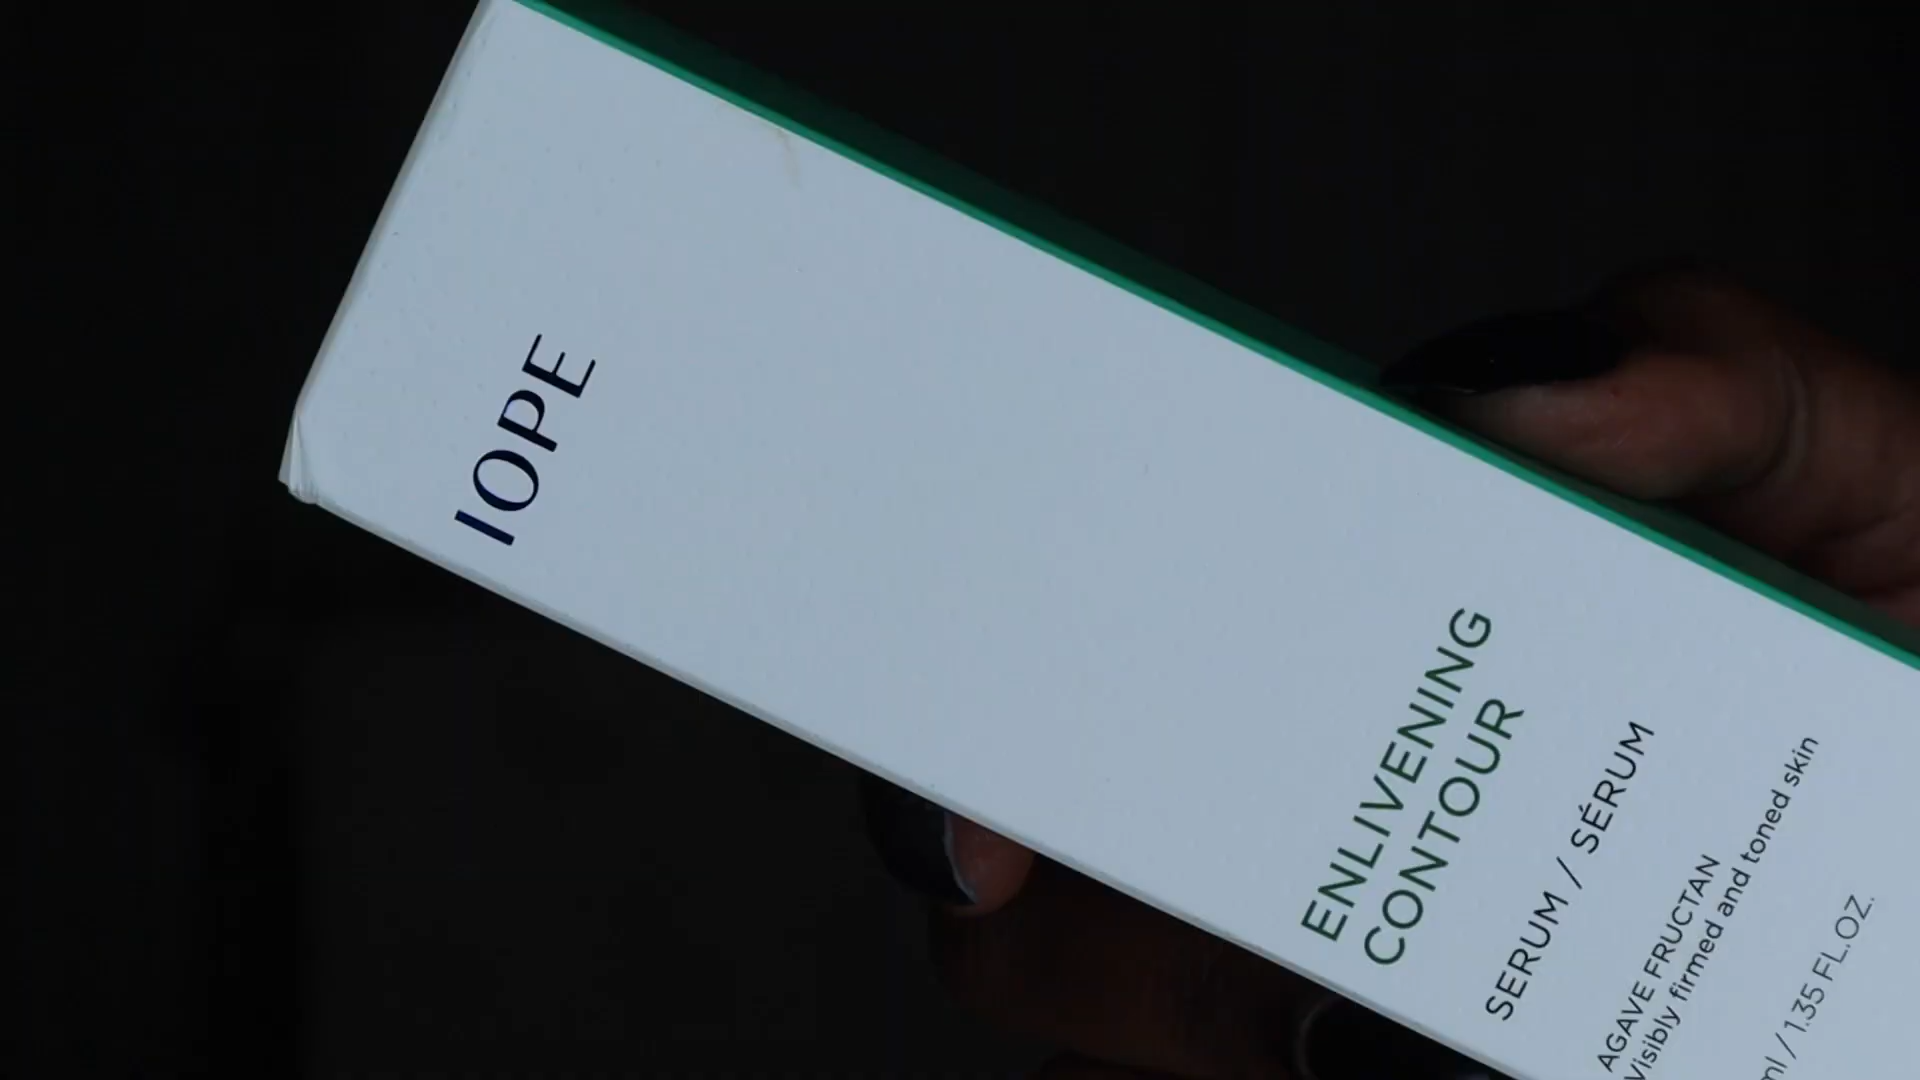 IOPE
ENLIVENING
CONTOUR
SERUM / SÉRUM
AGAVE FRUCTAN
Visibly firmed and toned skin
ml / 1.35 FL.OZ.